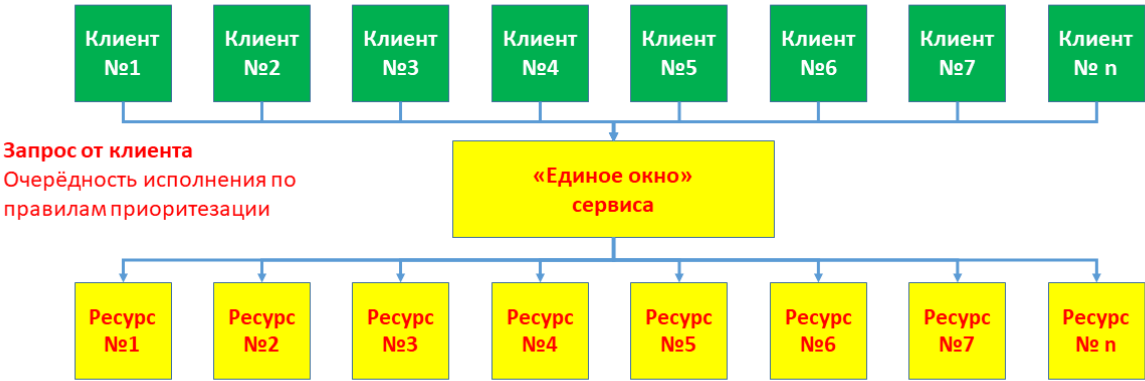 Клиент
№1
Клиент
№2
Клиент
№3
Клиент
№4
Клиент
№5
Клиент
№6
Клиент
№7
Клиент
№ n
Запрос от клиента
Очерёдность исполнения по
правилам приоритезации
«Единое окно»
сервиса
Ресурс
№1
Ресурс
№2
Ресурс
№3
Ресурс
№4
Ресурс
№5
Ресурс
№6
Ресурс
№7
Ресурс
№ n